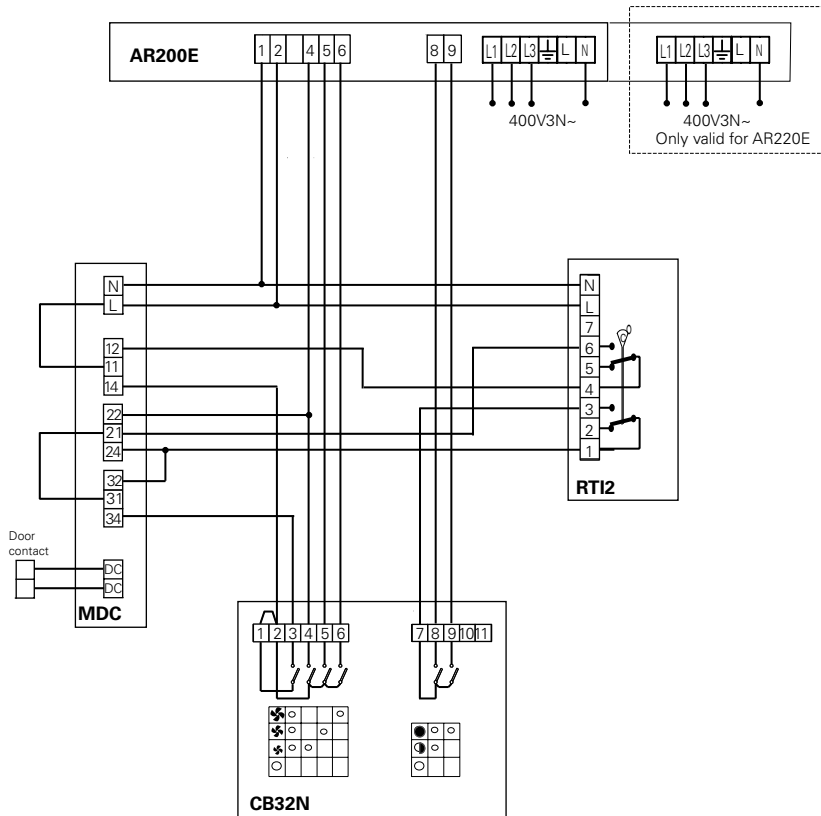 AR200E
1 2 4 5 6
8 9
L1 L2 L3 L N
L1 L2 L3 L N
400V3N~
400V3N~
Only valid for AR220E
N
L
12
11
14
22
21
24
32
31
34
DC
DC
MDC
Door
contact
N
L
7
6
5
4
3
2
1
RTI2
1 2 3 4 5 6
7 8 9 10 11
CB32N